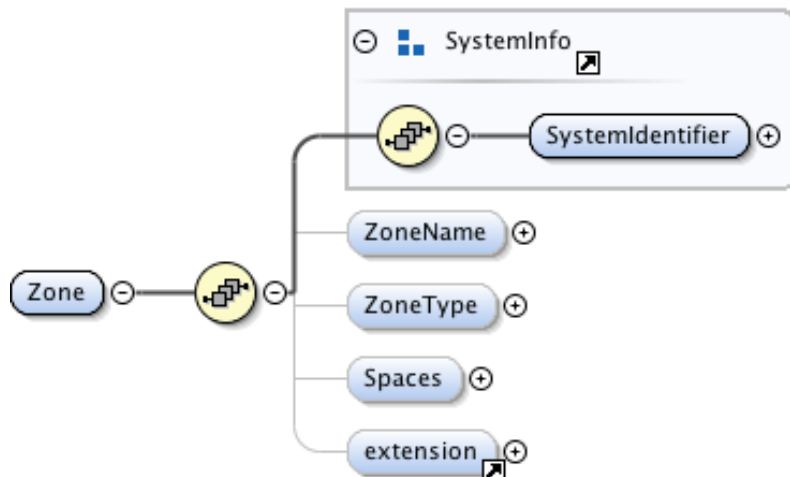 SystemInfo
SystemIdentifier
ZoneName
Zone
ZoneType
Spaces
extension